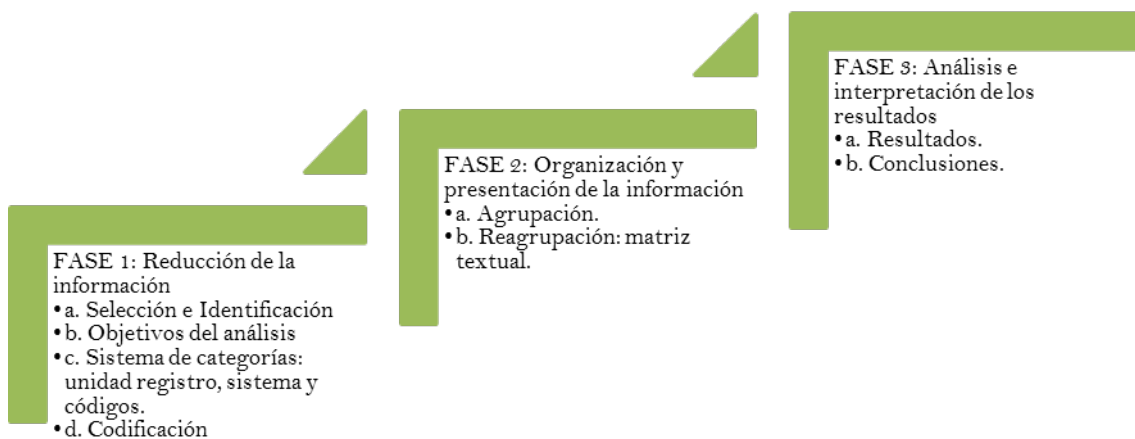 FASE 1: Reducción de la
información
•a. Selección e Identificación
•b. Objetivos del análisis
•c. Sistema de categorías:
unidad registro, sistema y
códigos.
•d. Codificación
FASE 2: Organización y
presentación de la información
•a. Agrupación.
•b. Reagrupación: matriz
textual.
FASE 3: Análisis e
interpretación de los
resultados
•a. Resultados.
•b. Conclusiones.